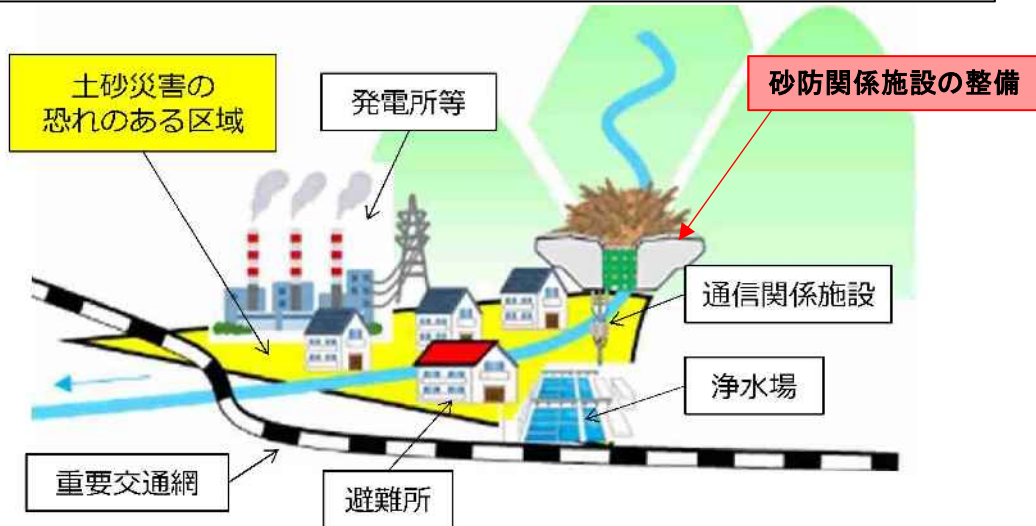 土砂災害の
恐れのある区域
発電所等
砂防関係施設の整備
通信関係施設
浄水場
重要交通網
避難所